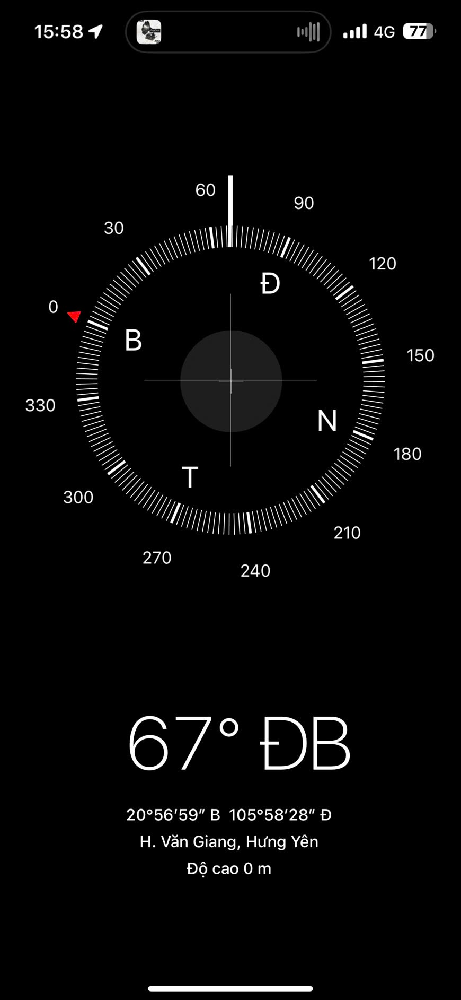 15:58 4G 77
60
90
30
120
0
Đ
B
150
330
N
180
T
300
210
270
240
67° ĐB
20°56′59″ B 105°58′28″ Đ
H. Văn Giang, Hưng Yên
Độ cao 0 m